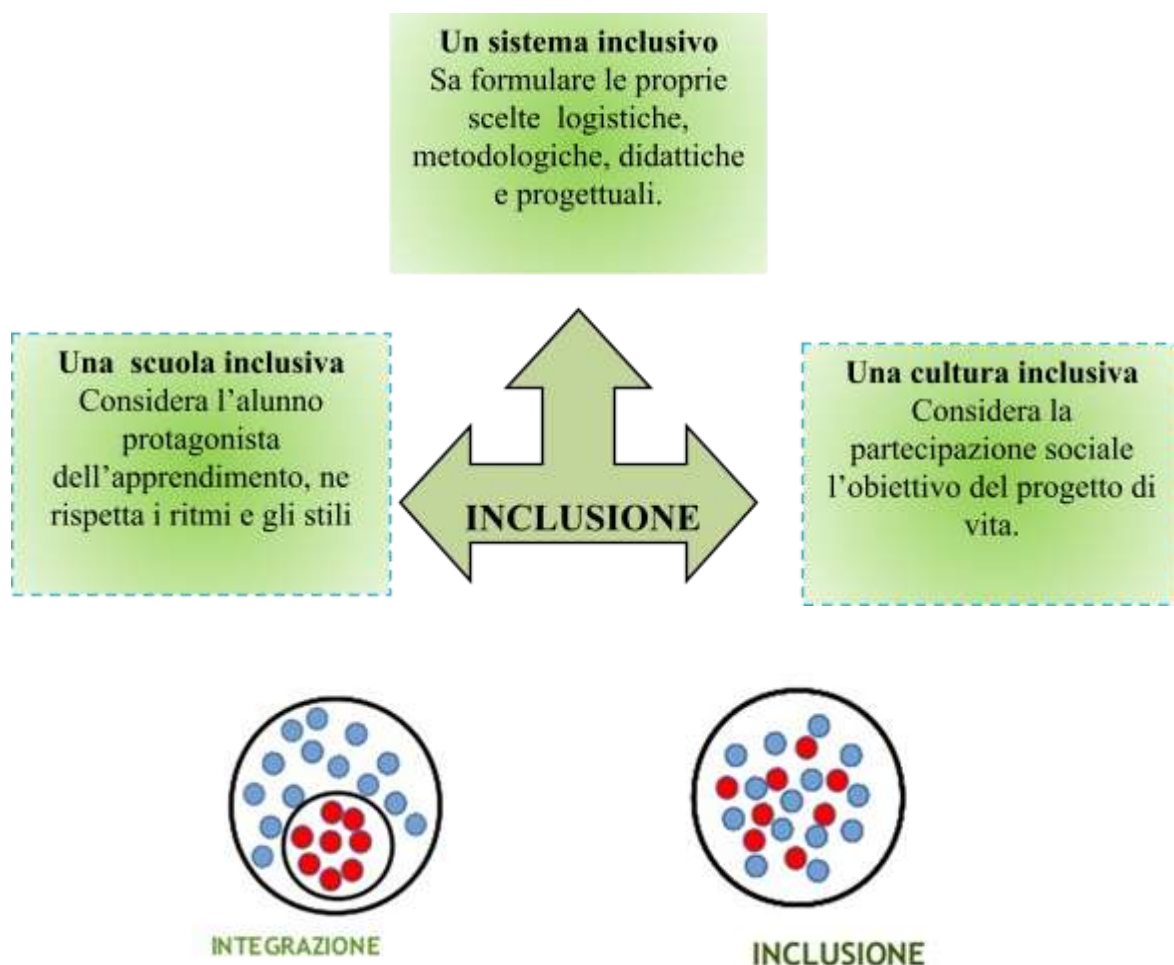 Un sistema inclusivo
Sa formulare le proprie
scelte logistiche,
metodologiche, didattiche
e progettuali.
Una scuola inclusiva
Considera l’alunno
protagonista
dell’apprendimento, ne
rispetta i ritmi e gli stili
Una cultura inclusiva
Considera la
partecipazione sociale
l’obiettivo del progetto di
vita.
INCLUSIONE
INTEGRAZIONE
INCLUSIONE